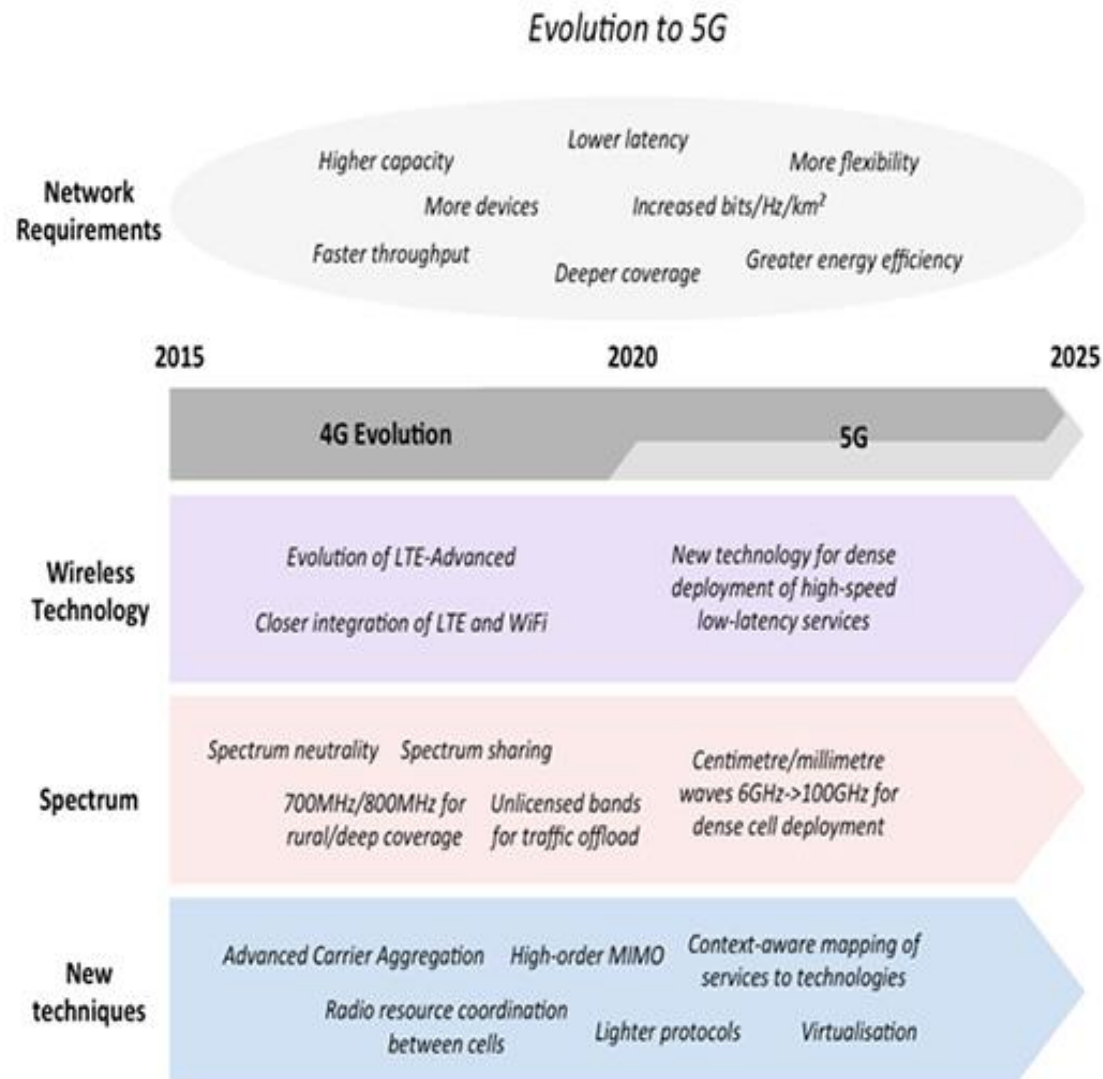 Evolution to 5G
Lower latency
Higher capacity
More flexibility
Network
Requirements
More devices
Increased bits/Hz/km²
Faster throughput
Deeper coverage
Greater energy efficiency
2015
2020
2025
4G Evolution
5G
Wireless
Technology
Evolution of LTE-Advanced
Closer integration of LTE and WiFi
New technology for dense
deployment of high-speed
low-latency services
Spectrum
Spectrum neutrality
Spectrum sharing
700MHz/800MHz for
rural/deep coverage
Unlicensed bands
for traffic offload
Centimetre/millimetre
waves 6GHz->100GHz for
dense cell deployment
New
techniques
Advanced Carrier Aggregation
High-order MIMO
Context-aware mapping of
services to technologies
Radio resource coordination
between cells
Lighter protocols
Virtualisation